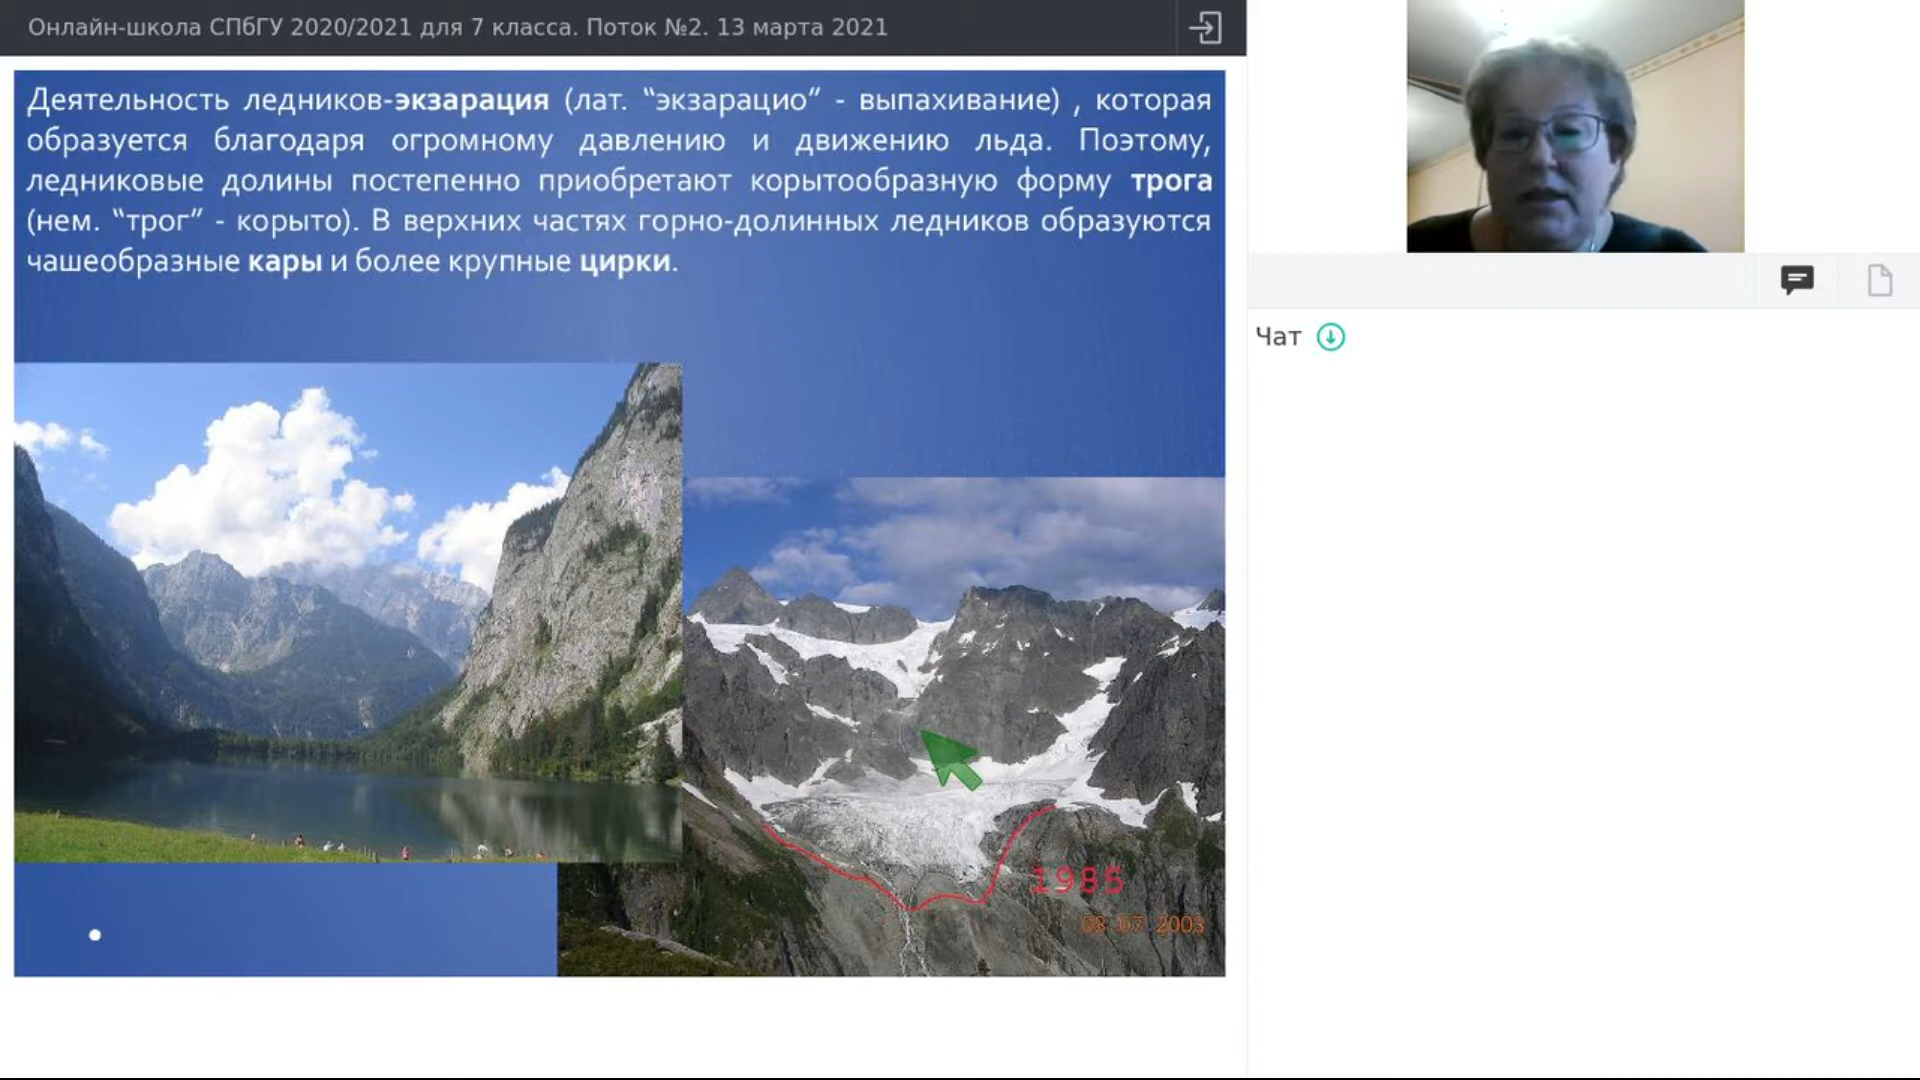 Онлайн-школа СПбГУ 2020/2021 для 7 класса. Поток №2. 13 марта 2021
Деятельность ледников-экзарация (лат. “экзарацио” - выпахивание) , которая
образуется благодаря огромному давлению и движению льда. Поэтому,
ледниковые долины постепенно приобретают корытообразную форму трога
(нем. “трог” - корыто). В верхних частях горно-долинных ледников образуются
чашеобразные кары и более крупные цирки.
Чат
1985
08 07 2003